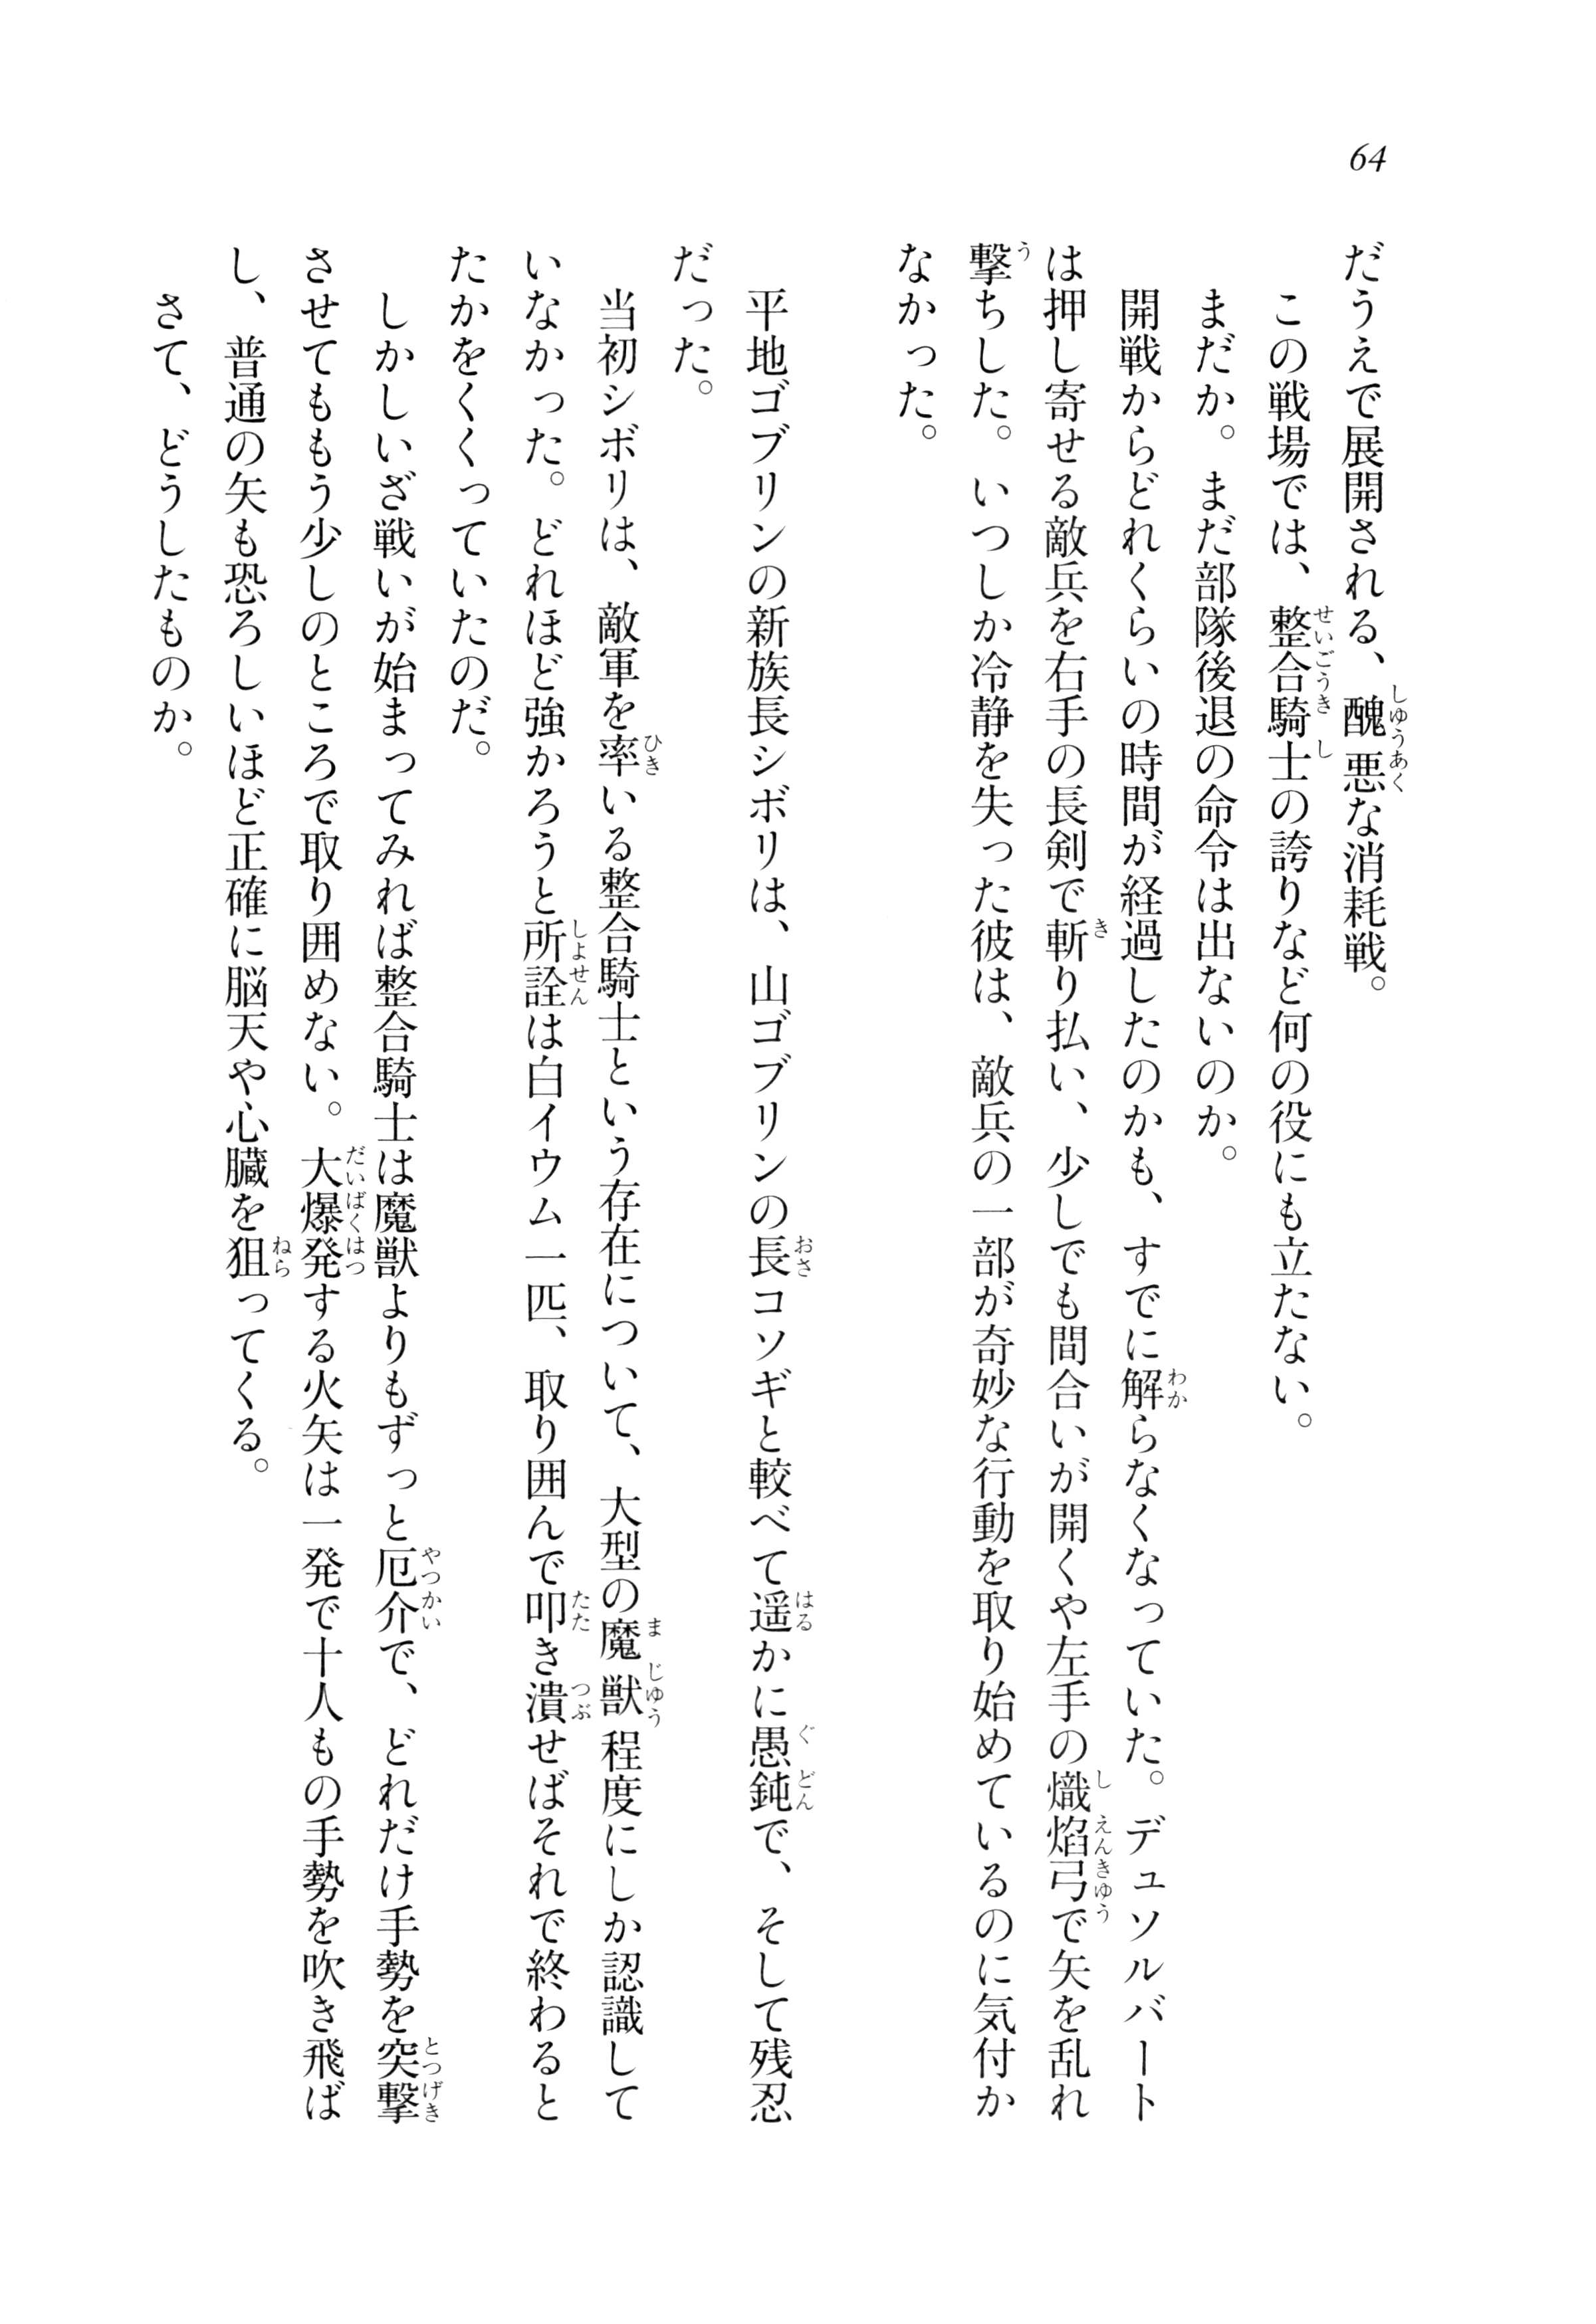 64
だうえで展開される、醜悪な消耗戦。
この戦場では、整合騎士の誇りなど何の役にも立たない。
まだか。まだ部隊後退の命令は出ないのか。
開戦からどれくらいの時間が経過したのかも、すでに解らなくなっていた。デュソルバート
は押し寄せる敵兵を右手の長剣で斬り払い、少しでも間合いが開くや左手の熾焰弓で矢を乱れ
撃ちした。いつしか冷静を失った彼は、敵兵の一部が奇妙な行動を取り始めているのに気付か
なかった。
平地ゴブリンの新族長シボリは、山ゴブリンの長コソギと較べて遥かに愚鈍で、そして残忍
だった。
当初シボリは、敵軍を率いる整合騎士という存在について、大型の魔獣程度にしか認識して
いなかった。どれほど強かろうと所詮は白イウム一匹、取り囲んで叩き潰せばそれで終わると
たかをくくっていたのだ。
しかしいざ戦いが始まってみれば整合騎士は魔獣よりもずっと厄介で、どれだけ手勢を突撃
させてももう少しのところで取り囲めない。大爆発する火矢は一発で十人もの手勢を吹き飛ば
し、普通の矢も恐ろしいほど正確に脳天や心臓を狙ってくる。
さて、どうしたものか。